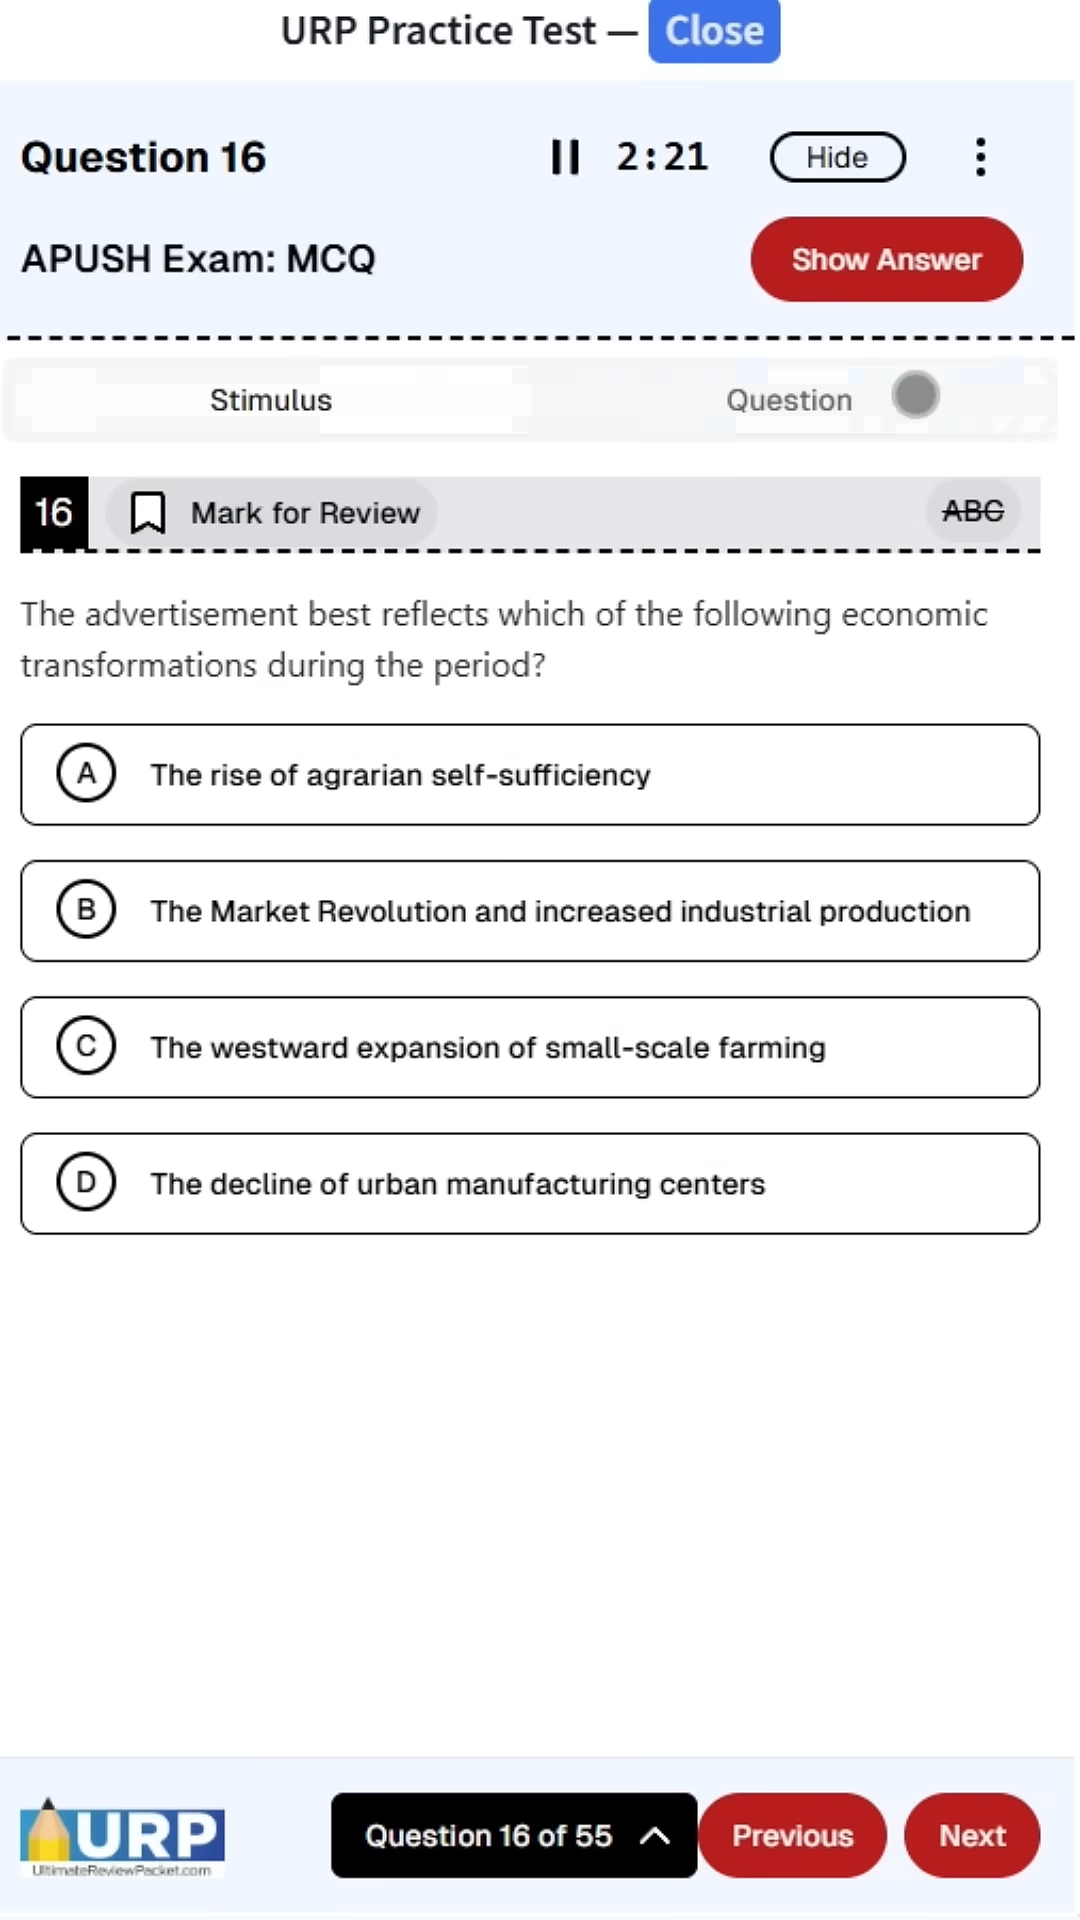 URP Practice Test — Close
Question 16
2:21
Hide
APUSH Exam: MCQ
Show Answer
Stimulus
Question
16
Mark for Review
ABC
The advertisement best reflects which of the following economic
transformations during the period?
A The rise of agrarian self-sufficiency
B The Market Revolution and increased industrial production
C The westward expansion of small-scale farming
D The decline of urban manufacturing centers
URP
UltimateReviewPacket.com
Question 16 of 55
Previous
Next